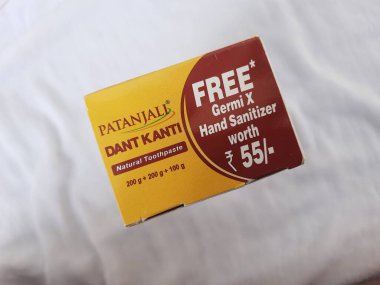 PATANJALI®
DANT KANTI
Natural Toothpaste
200 g + 200 g + 100 g
FREE*
Germi X
Hand Sanitizer
worth
₹ 55/-